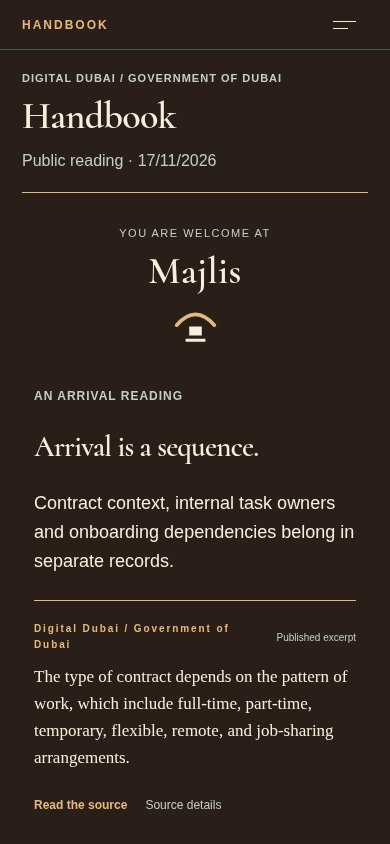 HANDBOOK
DIGITAL DUBAI / GOVERNMENT OF DUBAI
Handbook
Public reading · 17/11/2026
YOU ARE WELCOME AT
Majlis
AN ARRIVAL READING
Arrival is a sequence.
Contract context, internal task owners
and onboarding dependencies belong in
separate records.
Digital Dubai / Government of
Dubai
Published excerpt
The type of contract depends on the pattern of
work, which include full-time, part-time,
temporary, flexible, remote, and job-sharing
arrangements.
Read the source Source details